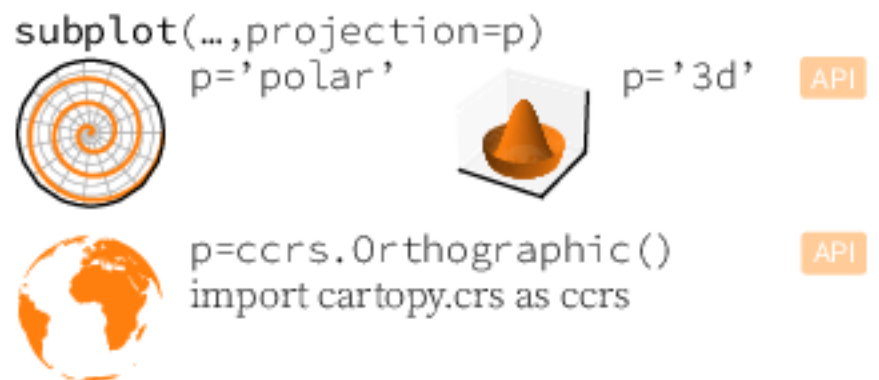 subplot(…,projection=p)
p=’polar’ p=’3d’ API
p=ccrs.Orthographic() API
import cartopy.crs as ccrs